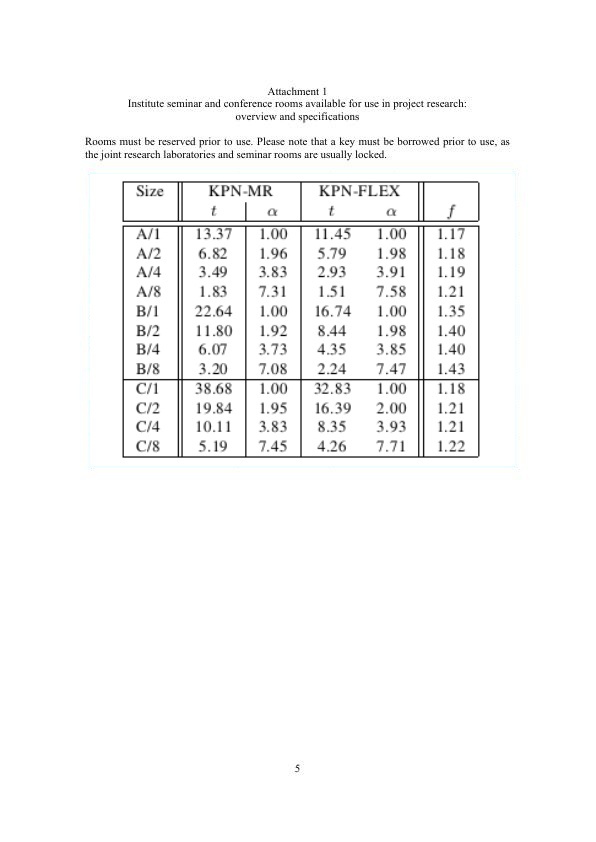 Attachment 1
Institute seminar and conference rooms available for use in project research:
overview and specifications
Rooms must be reserved prior to use. Please note that a key must be borrowed prior to use, as
the joint research laboratories and seminar rooms are usually locked.
Size KPN-MR KPN-FLEX
t α t α f
A/1 13.37 1.00 11.45 1.00 1.17
A/2 6.82 1.96 5.79 1.98 1.18
A/4 3.49 3.83 2.93 3.91 1.19
A/8 1.83 7.31 1.51 7.58 1.21
B/1 22.64 1.00 16.74 1.00 1.35
B/2 11.80 1.92 8.44 1.98 1.40
B/4 6.07 3.73 4.35 3.85 1.40
B/8 3.20 7.08 2.24 7.47 1.43
C/1 38.68 1.00 32.83 1.00 1.18
C/2 19.84 1.95 16.39 2.00 1.21
C/4 10.11 3.83 8.35 3.93 1.21
C/8 5.19 7.45 4.26 7.71 1.22
5